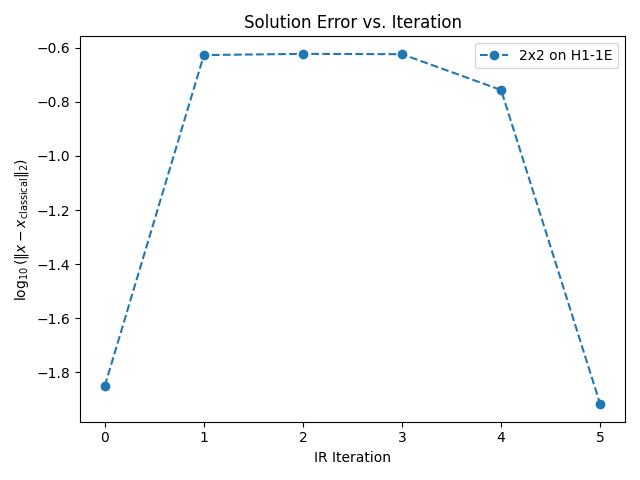 Solution Error vs. Iteration
2x2 on H1-1E
log₁₀(‖x − x_classical‖₂)
−0.6
−0.8
−1.0
−1.2
−1.4
−1.6
−1.8
0 1 2 3 4 5
IR Iteration